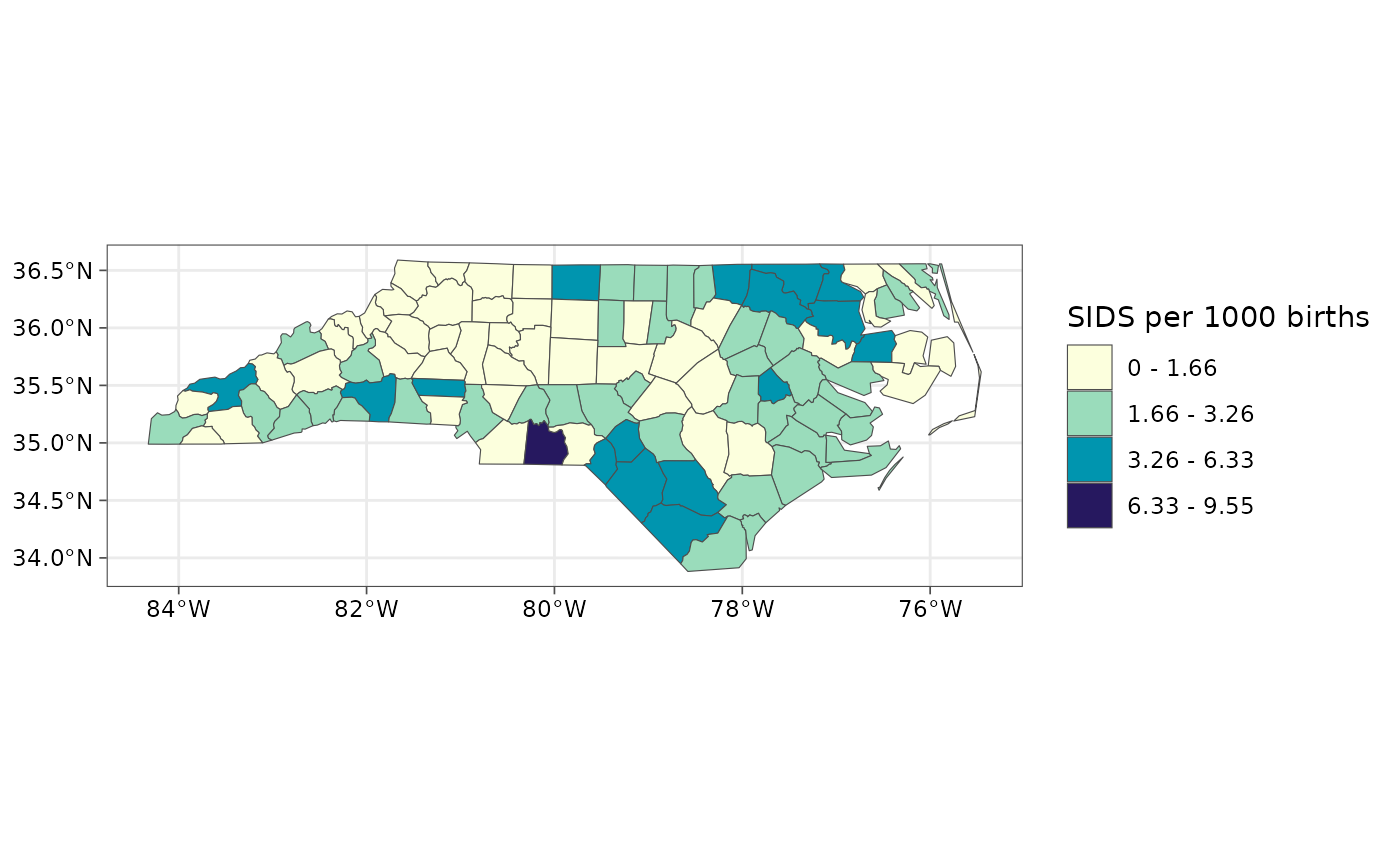 36.5°N
36.0°N
35.5°N
35.0°N
34.5°N
34.0°N
84°W
82°W
80°W
78°W
76°W
SIDS per 1000 births
0 - 1.66
1.66 - 3.26
3.26 - 6.33
6.33 - 9.55